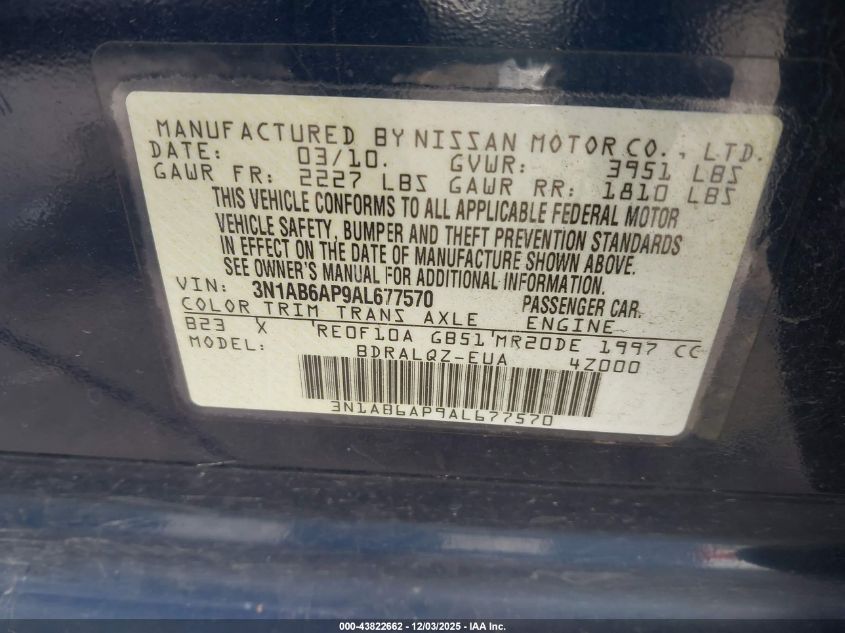 MANUFACTURED BY NISSAN MOTOR CO., LTD.
DATE: 03/10. GVWR: 3951 LBS
GAWR FR: 2227 LBS GAWR RR: 1810 LBS
THIS VEHICLE CONFORMS TO ALL APPLICABLE FEDERAL MOTOR
VEHICLE SAFETY, BUMPER AND THEFT PREVENTION STANDARDS
IN EFFECT ON THE DATE OF MANUFACTURE SHOWN ABOVE.
SEE OWNER'S MANUAL FOR ADDITIONAL INFORMATION.
VIN: 3N1AB6AP9AL677570 PASSENGER CAR.
COLOR TRIM TRANS AXLE ENGINE
B23 X 'RE0F10A GB51'MR20DE 1997 CC
MODEL: BDRALQZ-EUA 4Z000
3N1AB6AP9AL677570
000-43822662 - 12/03/2025 - IAA Inc.